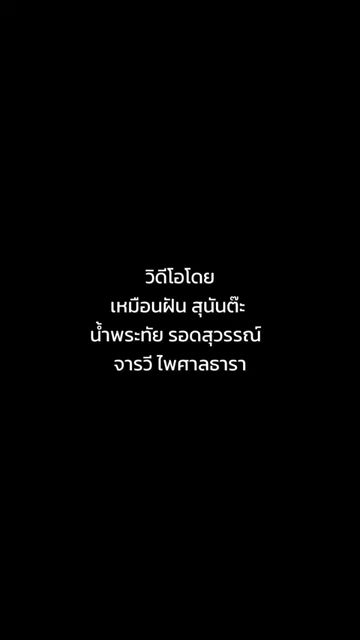 วิดีโอโดย
เหมือนฝัน สุนันต๊ะ
น้ำพระทัย รอดสุวรรณ์
จารวี ไพศาลธารา